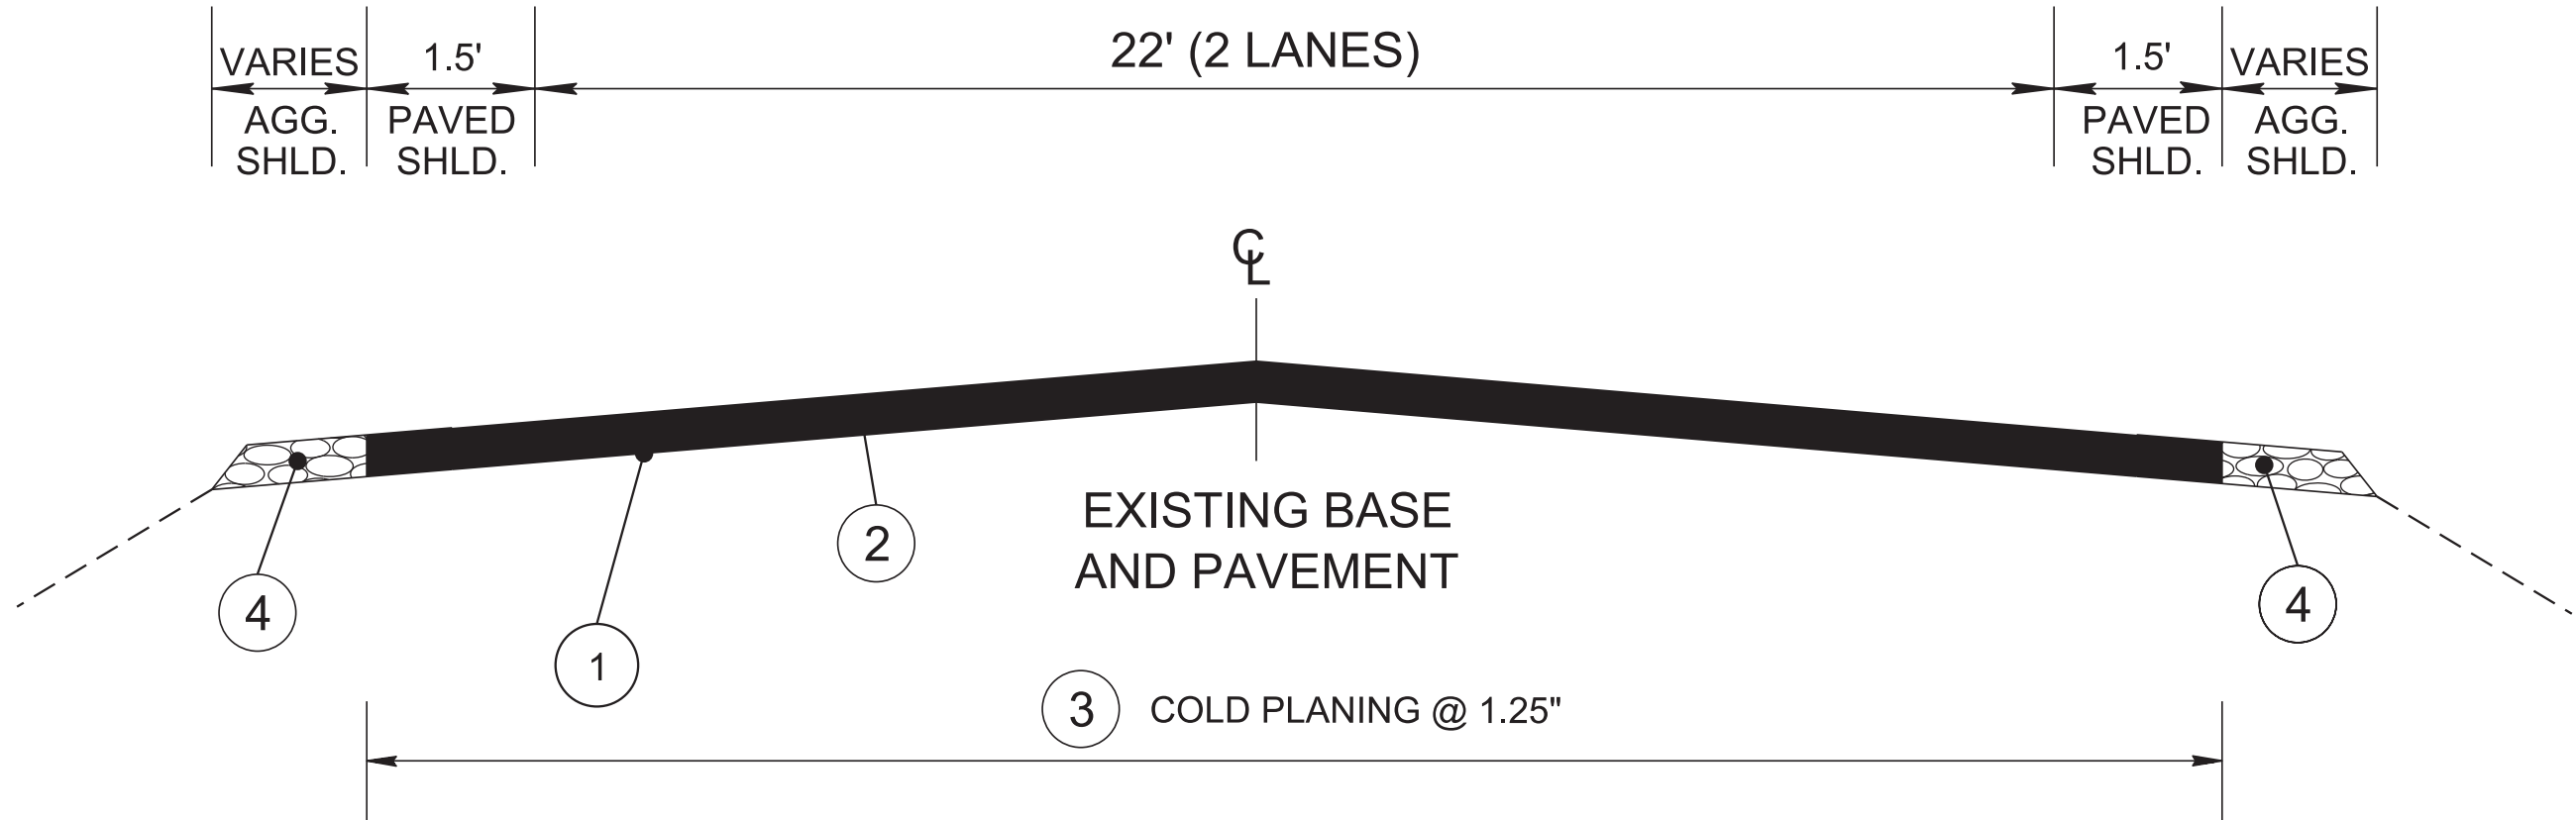 VARIES 1.5' 22' (2 LANES) 1.5' VARIES
AGG. PAVED PAVED AGG.
SHLD. SHLD. SHLD. SHLD.
℄
EXISTING BASE
AND PAVEMENT
2
4 4
1
3 COLD PLANING @ 1.25"